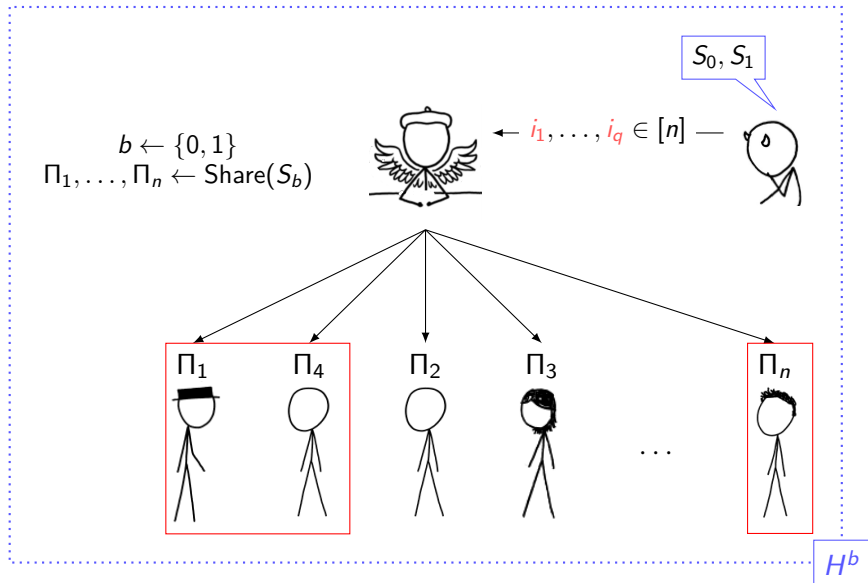 S₀, S₁
i₁, . . . , i_q ∈ [n]
b ← {0, 1}
Π₁, . . . , Πₙ ← Share(S_b)
Π₁ Π₄ Π₂ Π₃ Πₙ
. . .
H^b